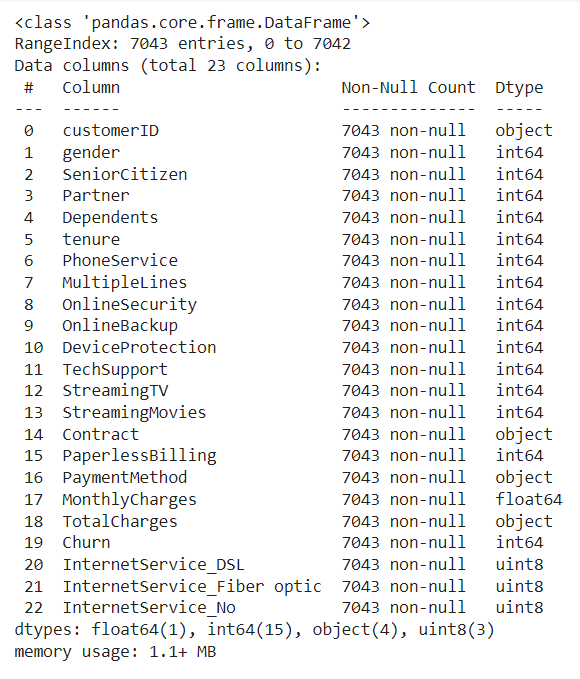 <class 'pandas.core.frame.DataFrame'>
RangeIndex: 7043 entries, 0 to 7042
Data columns (total 23 columns):
 #   Column                       Non-Null Count  Dtype
---  ------                       --------------  -----
 0   customerID                   7043 non-null   object
 1   gender                       7043 non-null   int64
 2   SeniorCitizen                7043 non-null   int64
 3   Partner                      7043 non-null   int64
 4   Dependents                   7043 non-null   int64
 5   tenure                       7043 non-null   int64
 6   PhoneService                 7043 non-null   int64
 7   MultipleLines                7043 non-null   int64
 8   OnlineSecurity               7043 non-null   int64
 9   OnlineBackup                 7043 non-null   int64
 10  DeviceProtection             7043 non-null   int64
 11  TechSupport                  7043 non-null   int64
 12  StreamingTV                  7043 non-null   int64
 13  StreamingMovies              7043 non-null   int64
 14  Contract                     7043 non-null   object
 15  PaperlessBilling             7043 non-null   int64
 16  PaymentMethod                7043 non-null   object
 17  MonthlyCharges               7043 non-null   float64
 18  TotalCharges                 7043 non-null   object
 19  Churn                        7043 non-null   int64
 20  InternetService_DSL          7043 non-null   uint8
 21  InternetService_Fiber optic  7043 non-null   uint8
 22  InternetService_No           7043 non-null   uint8
dtypes: float64(1), int64(15), object(4), uint8(3)
memory usage: 1.1+ MB